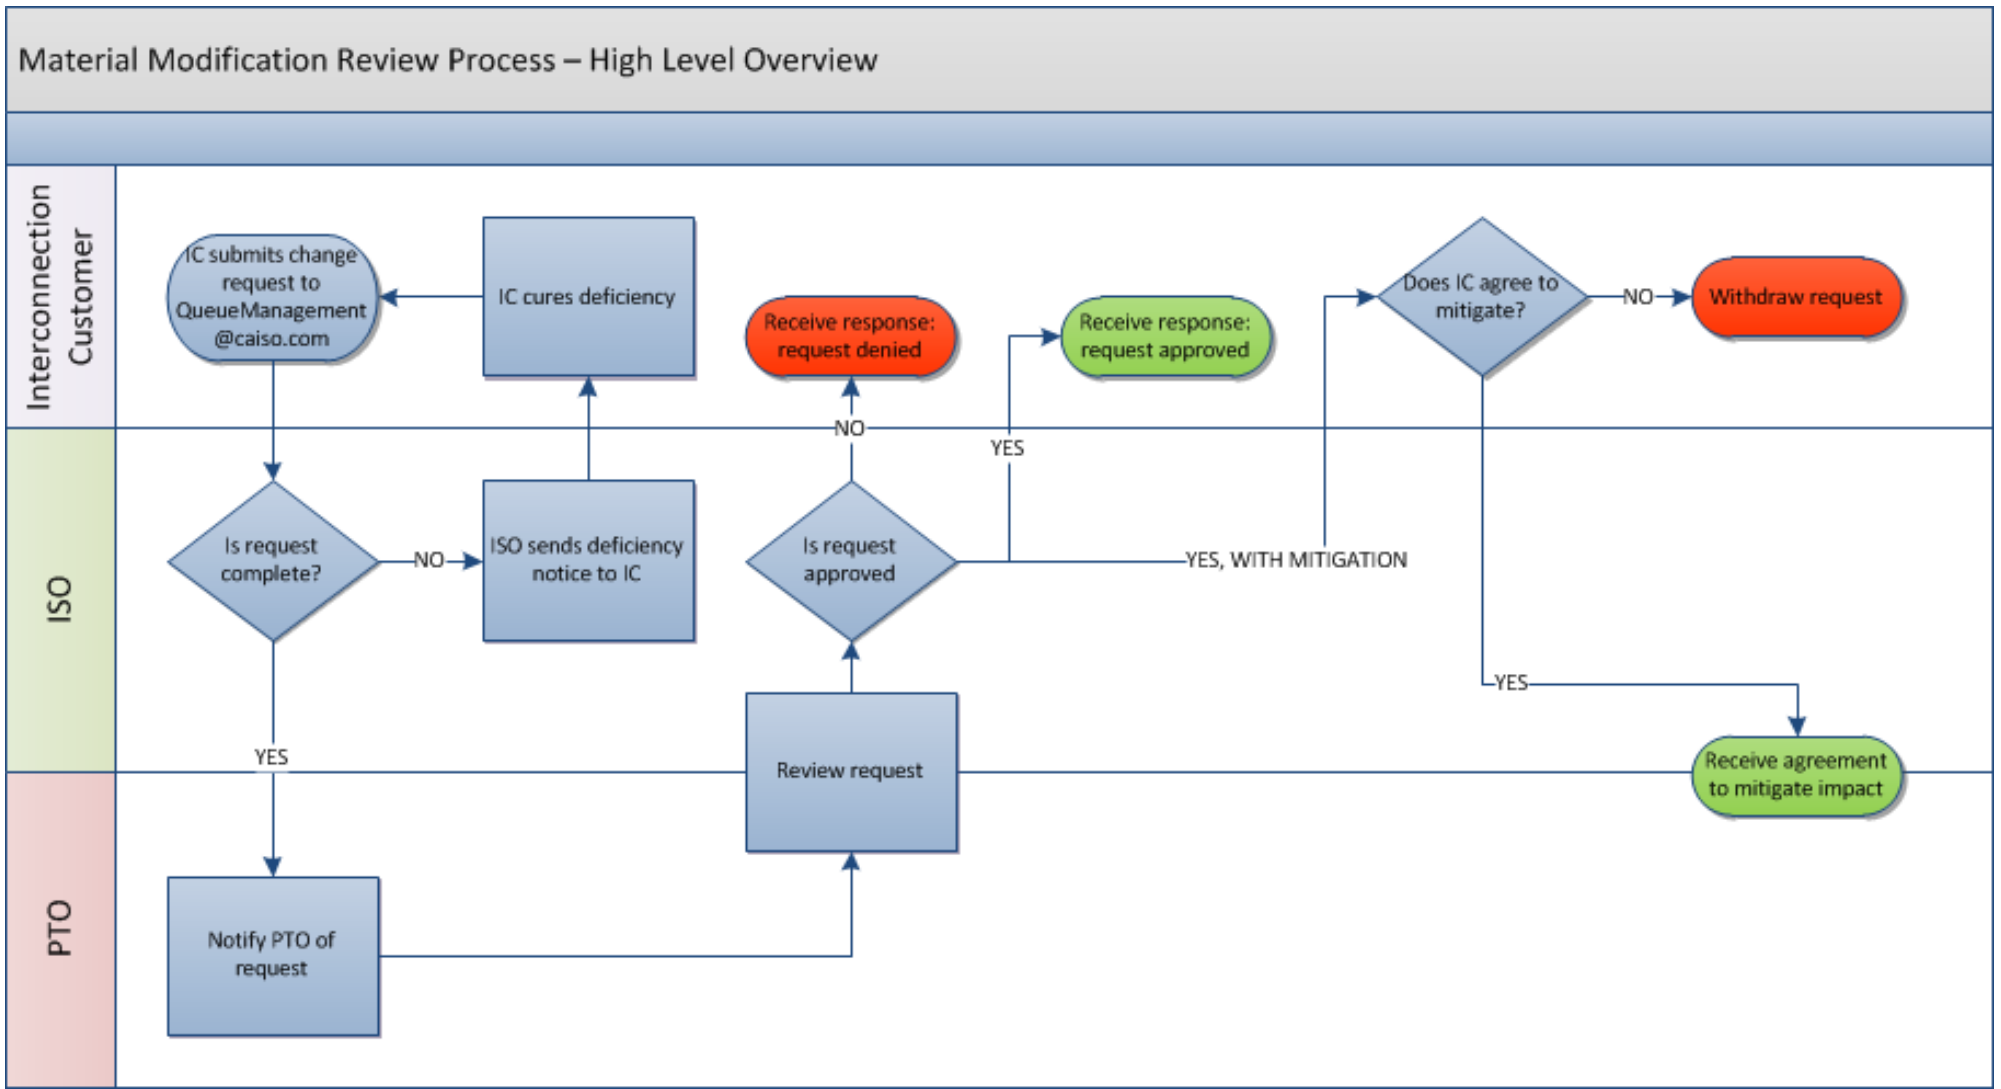 Material Modification Review Process – High Level Overview
Interconnection
Customer
IC submits change
request to
QueueManagement
@caiso.com
IC cures deficiency
Receive response:
request denied
Receive response:
request approved
Does IC agree to
mitigate?
NO
Withdraw request
NO
YES
ISO
Is request
complete?
NO
ISO sends deficiency
notice to IC
Is request
approved
YES, WITH MITIGATION
YES
YES
Review request
Receive agreement
to mitigate impact
PTO
Notify PTO of
request